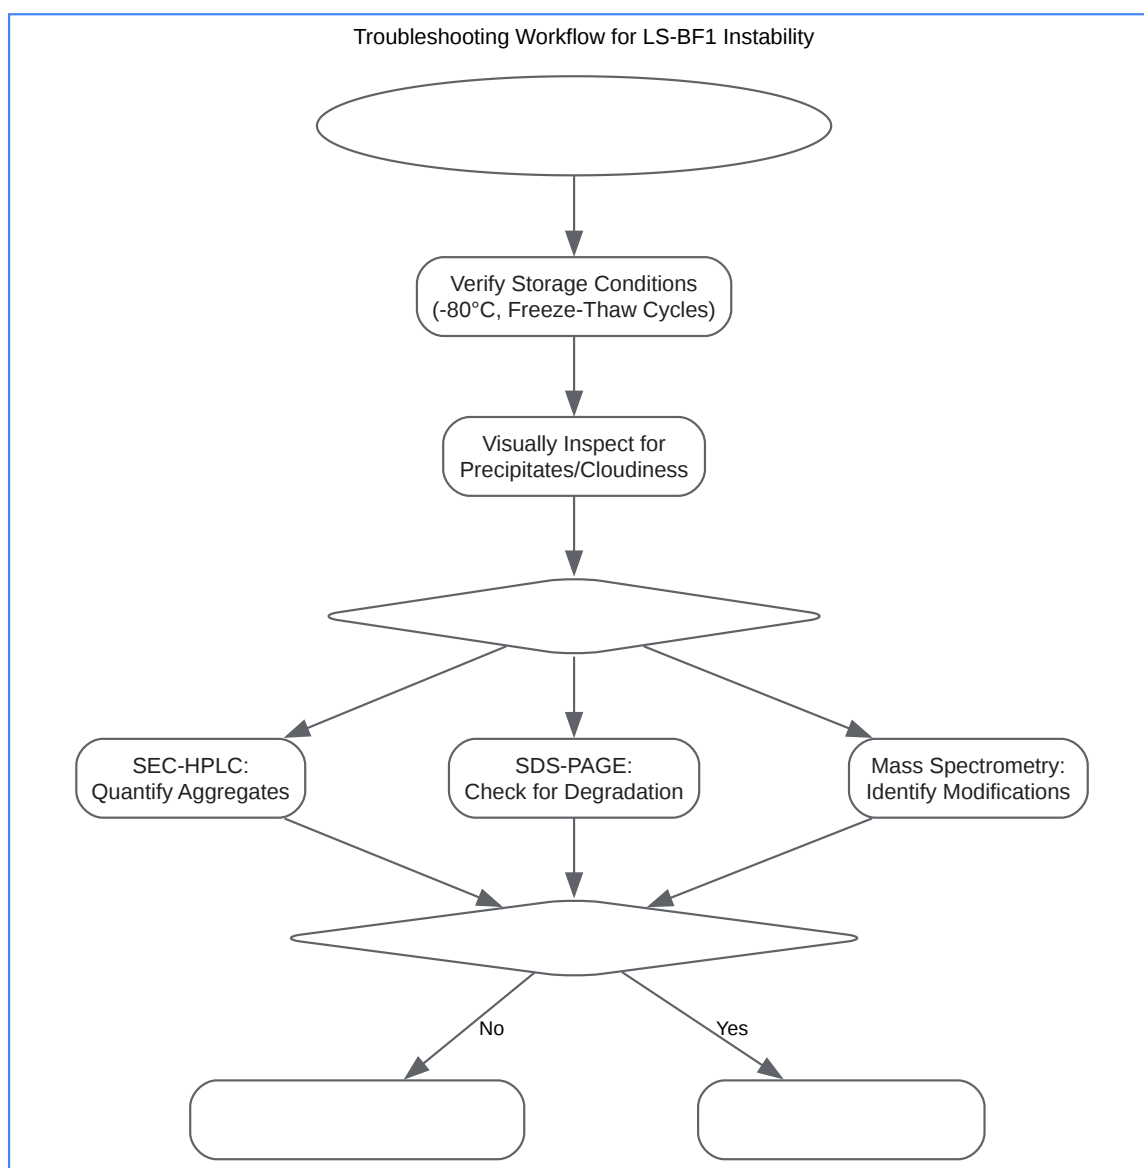 Troubleshooting Workflow for LS-BF1 Instability
Verify Storage Conditions
(-80°C, Freeze-Thaw Cycles)
Visually Inspect for
Precipitates/Cloudiness
SEC-HPLC:
Quantify Aggregates
SDS-PAGE:
Check for Degradation
Mass Spectrometry:
Identify Modifications
No
Yes